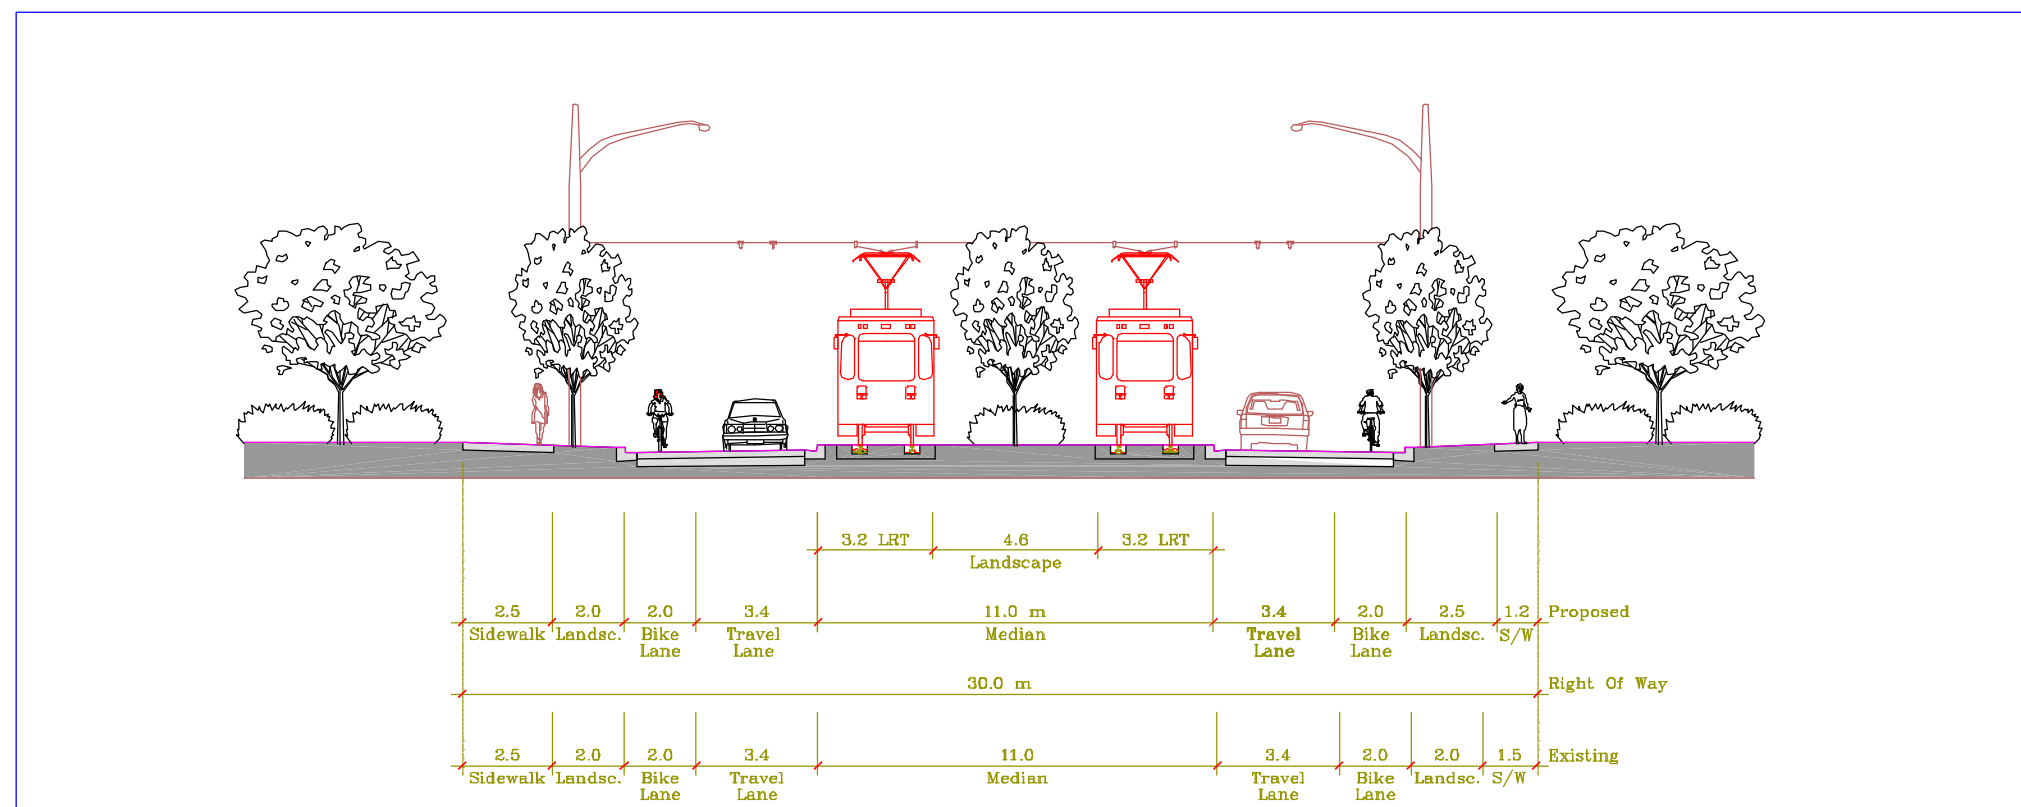 3.2 LRT 4.6 3.2 LRT
Landscape
2.5 2.0 2.0 3.4 11.0 m 3.4 2.0 2.5 1.2 Proposed
Sidewalk Landsc. Bike Travel Median Travel Bike Landsc. S/W
Lane Lane Lane Lane
30.0 m Right Of Way
2.5 2.0 2.0 3.4 11.0 3.4 2.0 2.0 1.5 Existing
Sidewalk Landsc. Bike Travel Median Travel Bike Landsc. S/W
Lane Lane Lane Lane